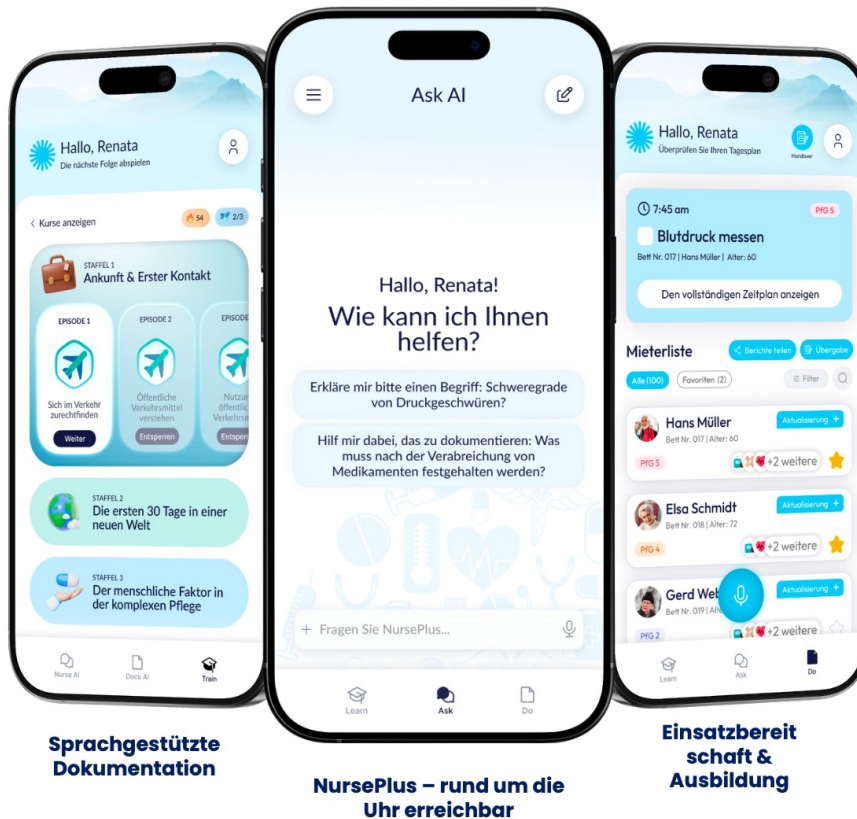 Hallo, Renata
Die nächste Folge abspielen
< Kurse anzeigen
54
2/3
STAFFEL 1
Ankunft & Erster Kontakt
EPISODE 1
Sich im Verkehr
zurechtfinden
Weiter
EPISODE 2
Öffentliche
Verkehrsmittel
verstehen
Entsperren
EPISODE
Nutzun
öffentlic
Verkehrsm
Entsperr
STAFFEL 2
Die ersten 30 Tage in einer
neuen Welt
STAFFEL 3
Der menschliche Faktor in
der komplexen Pflege
Nurse AI
Docu AI
Train
Sprachgestützte
Dokumentation
Ask AI
Hallo, Renata!
Wie kann ich Ihnen
helfen?
Erkläre mir bitte einen Begriff: Schweregrade
von Druckgeschwüren?
Hilf mir dabei, das zu dokumentieren: Was
muss nach der Verabreichung von
Medikamenten festgehalten werden?
+ Fragen Sie NursePlus...
Learn
Ask
Do
NursePlus – rund um die
Uhr erreichbar
Hallo, Renata
Überprüfen Sie Ihren Tagesplan
Handover
7:45 am
PfG 5
Blutdruck messen
Bett Nr. 017 | Hans Müller | Alter: 60
Den vollständigen Zeitplan anzeigen
Mieterliste
Berichte teilen
Übergabe
Alle (100)
Favoriten (2)
Filter
Hans Müller
Bett Nr. 017 | Alter: 60
Aktualisierung +
PfG 5
+2 weitere
Elsa Schmidt
Bett Nr. 018 | Alter: 72
Aktualisierung +
PfG 4
+2 weitere
Gerd Web
Bett Nr. 019 | Alte
Aktualisierung +
PfG 2
+2 weitere
Learn
Ask
Do
Einsatzbereit
schaft &
Ausbildung